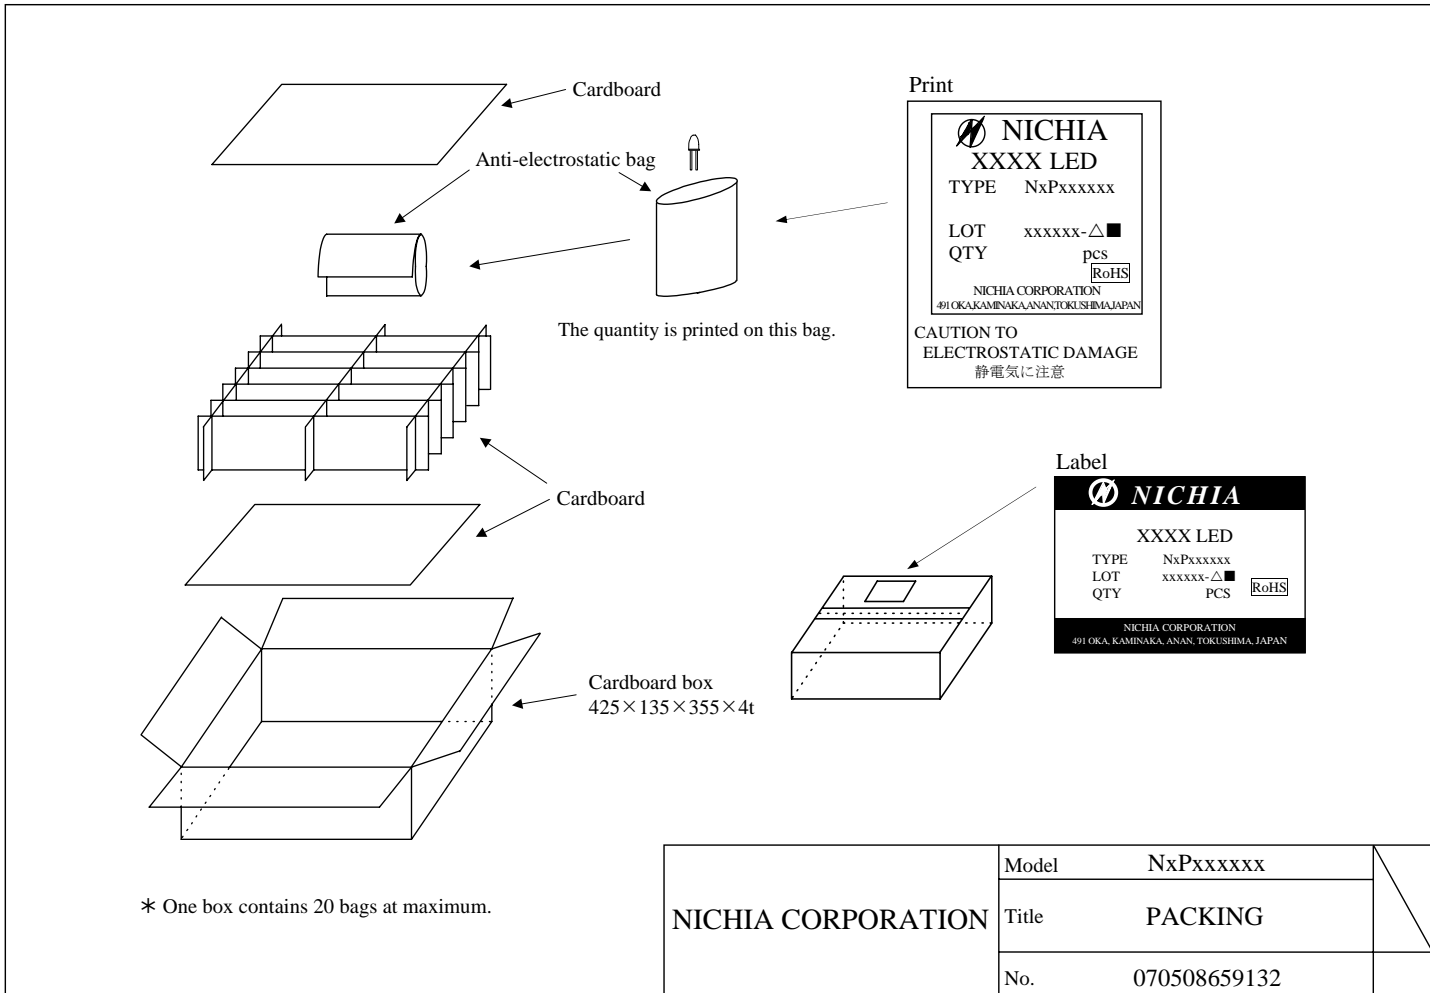 Cardboard
Anti-electrostatic bag
The quantity is printed on this bag.
Print
NICHIA
XXXX LED
TYPE NxPxxxxxx
LOT xxxxxx-△■
QTY pcs
RoHS
NICHIA CORPORATION
491 OKA,KAMINAKA,ANAN,TOKUSHIMA,JAPAN
CAUTION TO
ELECTROSTATIC DAMAGE
静電気に注意
Cardboard
Label
NICHIA
XXXX LED
TYPE NxPxxxxxx
LOT xxxxxx-△■
QTY PCS
RoHS
NICHIA CORPORATION
491 OKA, KAMINAKA, ANAN, TOKUSHIMA, JAPAN
Cardboard box
425×135×355×4t
* One box contains 20 bags at maximum.
NICHIA CORPORATION
Model NxPxxxxxx
Title PACKING
No. 070508659132